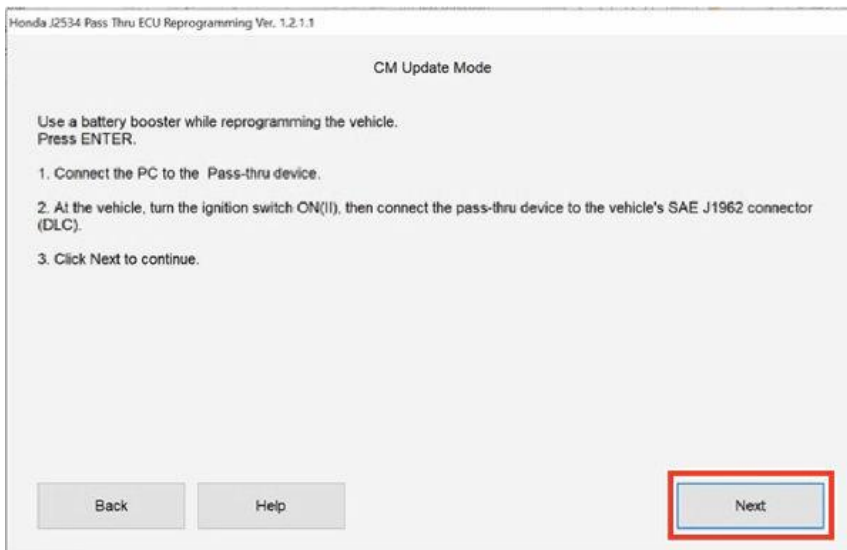 Honda J2534 Pass Thru ECU Reprogramming Ver. 1.2.1.1
CM Update Mode
Use a battery booster while reprogramming the vehicle.
Press ENTER.
1. Connect the PC to the Pass-thru device.
2. At the vehicle, turn the ignition switch ON(II), then connect the pass-thru device to the vehicle's SAE J1962 connector
(DLC).
3. Click Next to continue.
Back Help Next